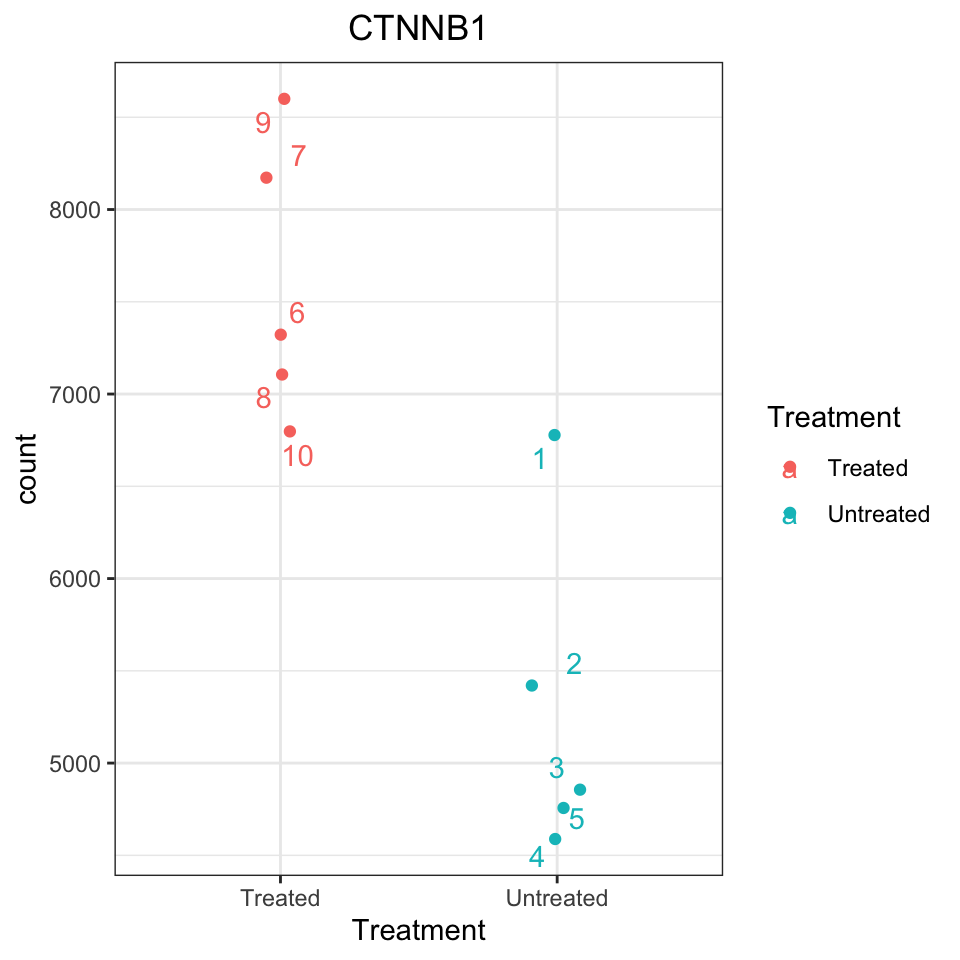 CTNNB1
9
7
8000
6
7000
8
10
1
6000
2
5000
3
5
4
count
Treated
Untreated
Treatment
Treatment
a Treated
a Untreated